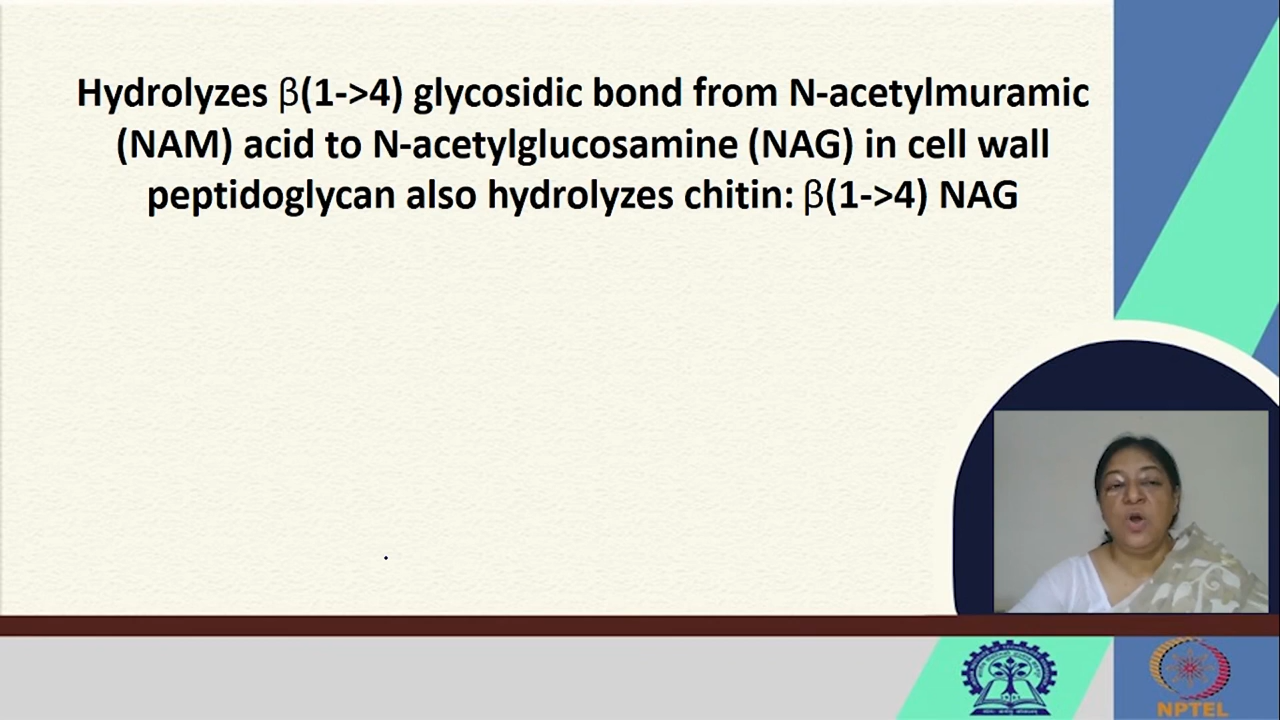 Hydrolyzes β(1->4) glycosidic bond from N-acetylmuramic
(NAM) acid to N-acetylglucosamine (NAG) in cell wall
peptidoglycan also hydrolyzes chitin: β(1->4) NAG
NPTEL